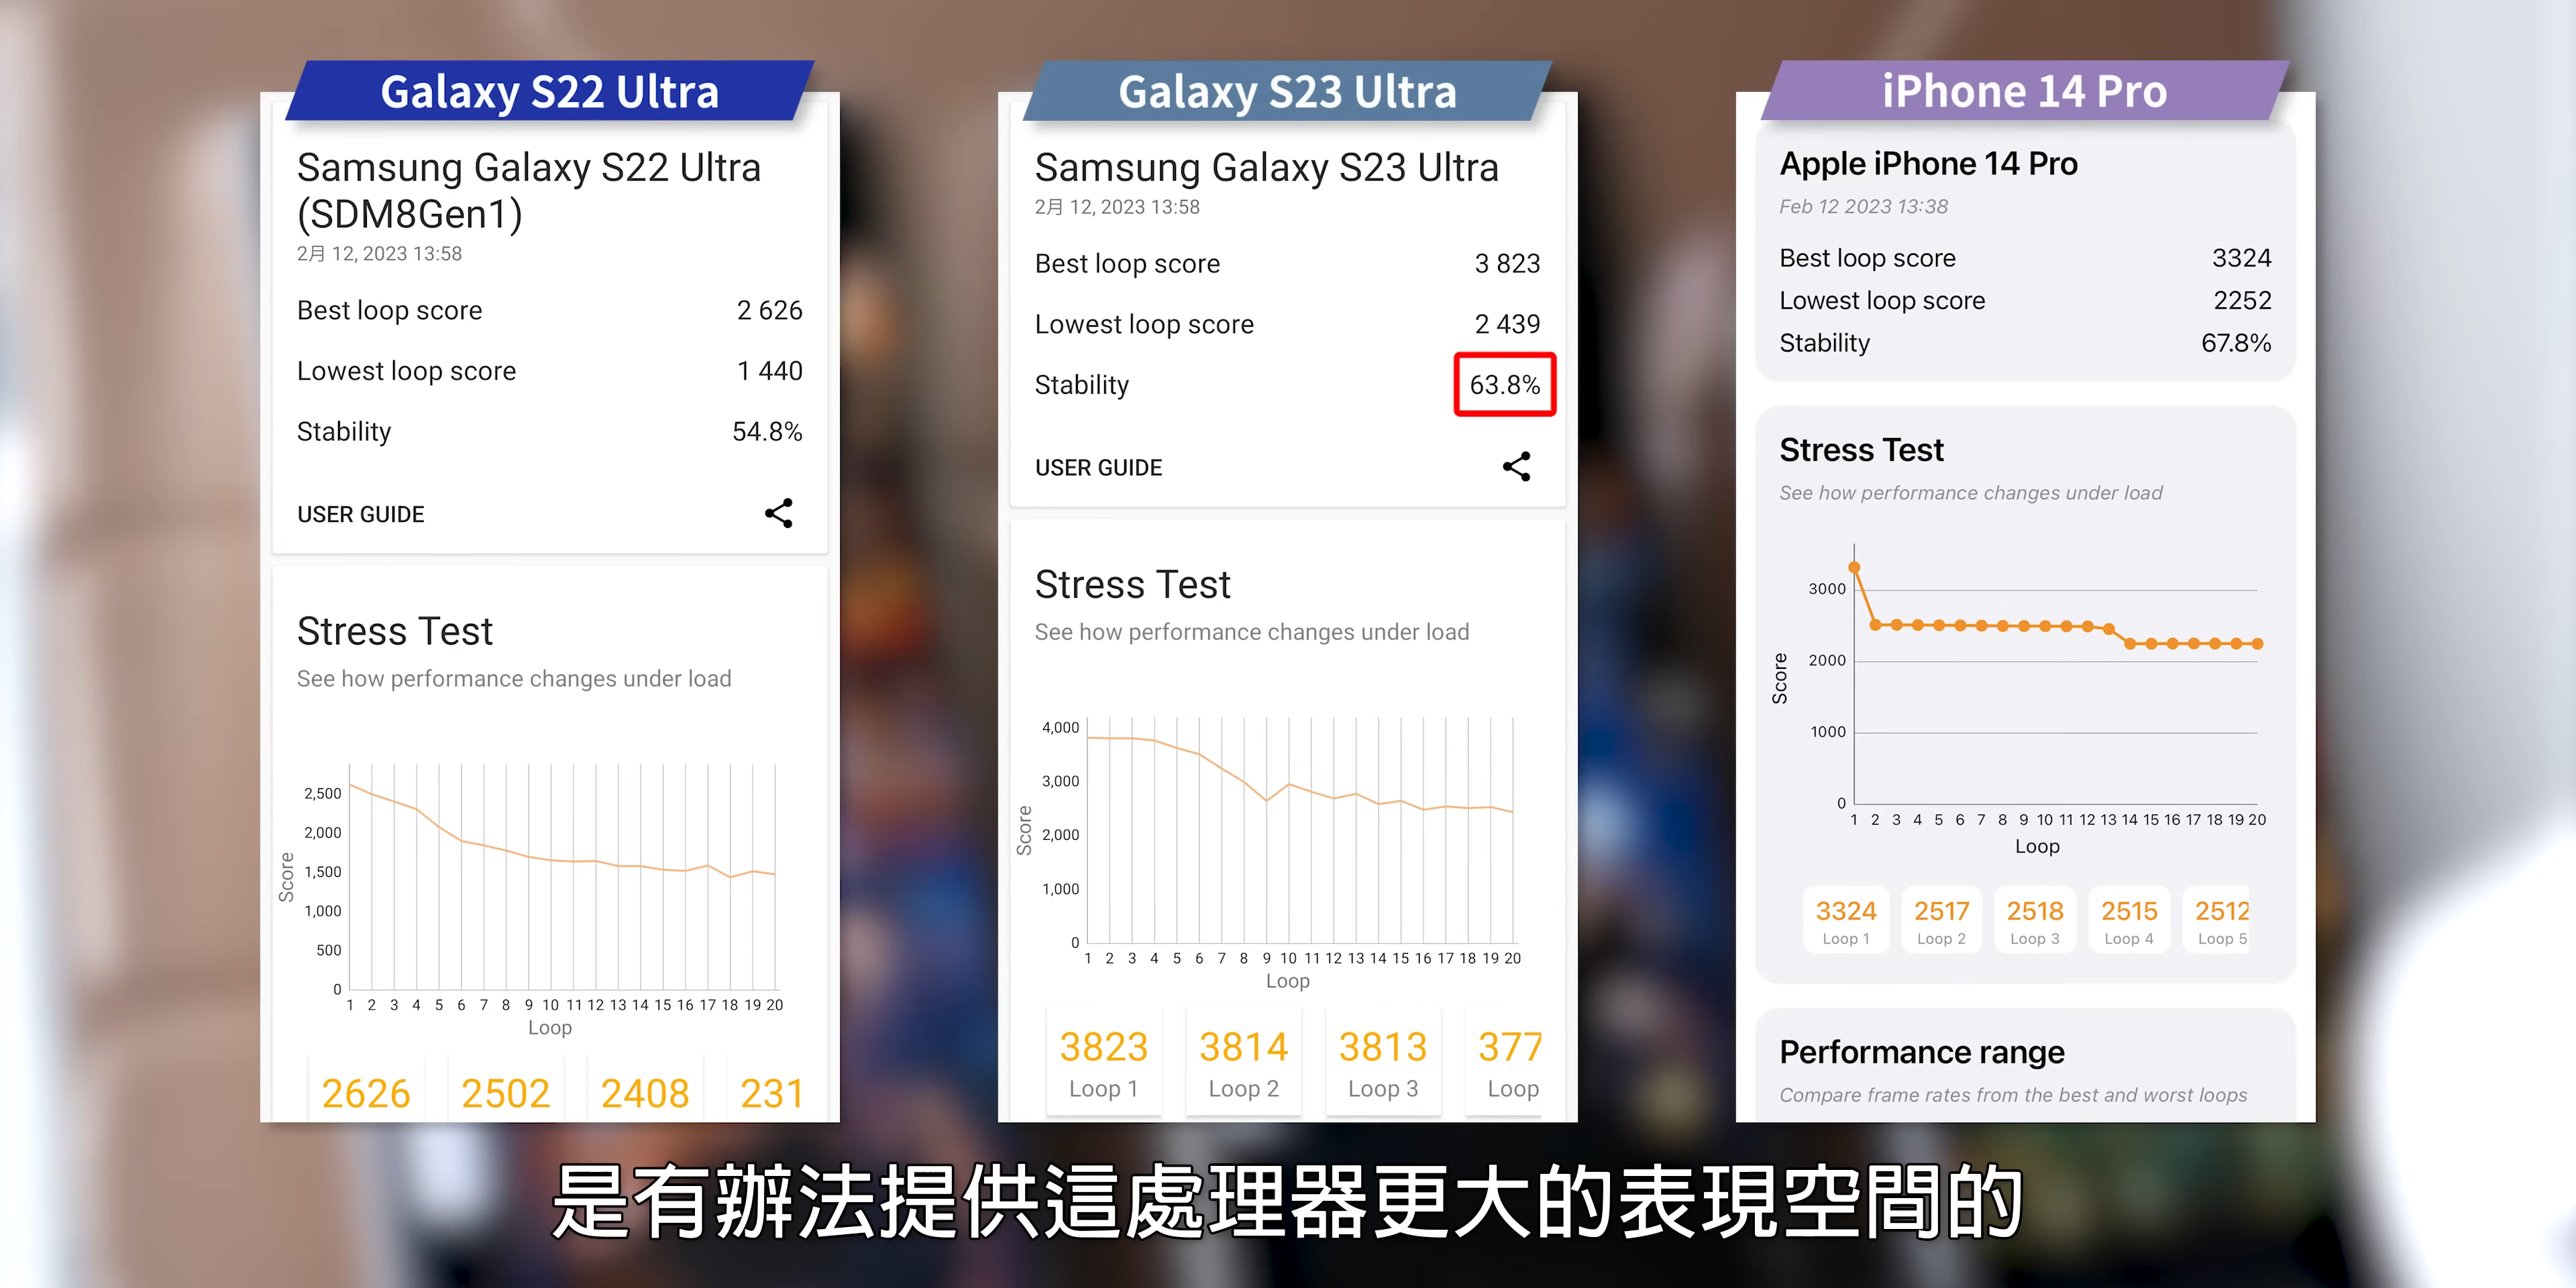 Galaxy S22 Ultra
Samsung Galaxy S22 Ultra
(SDM8Gen1)
2月 12, 2023 13:58
Best loop score 2 626
Lowest loop score 1 440
Stability 54.8%
USER GUIDE
Stress Test
See how performance changes under load
Score
2,500
2,000
1,500
1,000
500
0
1 2 3 4 5 6 7 8 9 10 11 12 13 14 15 16 17 18 19 20
Loop
2626 2502 2408 231
Galaxy S23 Ultra
Samsung Galaxy S23 Ultra
2月 12, 2023 13:58
Best loop score 3 823
Lowest loop score 2 439
Stability 63.8%
USER GUIDE
Stress Test
See how performance changes under load
Score
4,000
3,000
2,000
1,000
0
1 2 3 4 5 6 7 8 9 10 11 12 13 14 15 16 17 18 19 20
Loop
3823 3814 3813 377
Loop 1 Loop 2 Loop 3 Loop
iPhone 14 Pro
Apple iPhone 14 Pro
Feb 12 2023 13:38
Best loop score 3324
Lowest loop score 2252
Stability 67.8%
Stress Test
See how performance changes under load
Score
3000
2000
1000
0
1 2 3 4 5 6 7 8 9 10 11 12 13 14 15 16 17 18 19 20
Loop
3324 2517 2518 2515 2512
Loop 1 Loop 2 Loop 3 Loop 4 Loop 5
Performance range
Compare frame rates from the best and worst loops
是有辦法提供這處理器更大的表現空間的